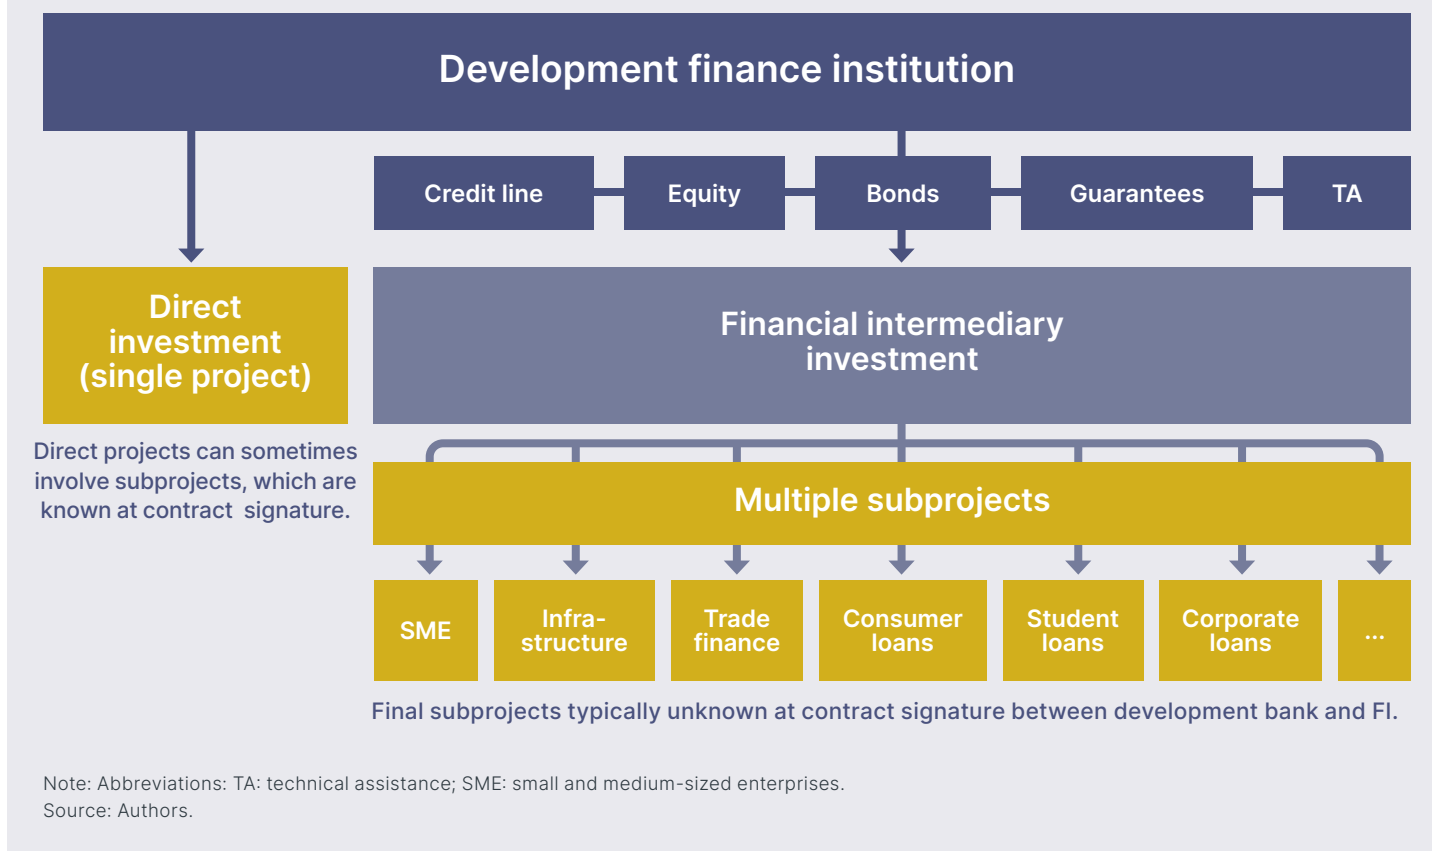 Development finance institution
Credit line
Equity
Bonds
Guarantees
TA
Direct
investment
(single project)
Financial intermediary
investment
Direct projects can sometimes
involve subprojects, which are
known at contract signature.
Multiple subprojects
SME
Infra-
structure
Trade
finance
Consumer
loans
Student
loans
Corporate
loans
...
Final subprojects typically unknown at contract signature between development bank and FI.
Note: Abbreviations: TA: technical assistance; SME: small and medium-sized enterprises.
Source: Authors.